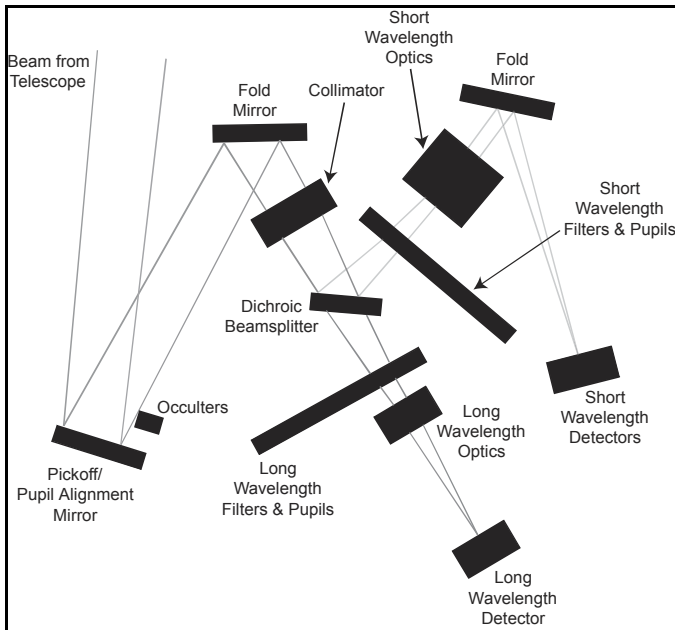 Beam from
Telescope
Fold
Mirror
Collimator
Short
Wavelength
Optics
Fold
Mirror
Short
Wavelength
Filters & Pupils
Dichroic
Beamsplitter
Occulters
Pickoff/
Pupil Alignment
Mirror
Long
Wavelength
Filters & Pupils
Long
Wavelength
Optics
Short
Wavelength
Detectors
Long
Wavelength
Detector